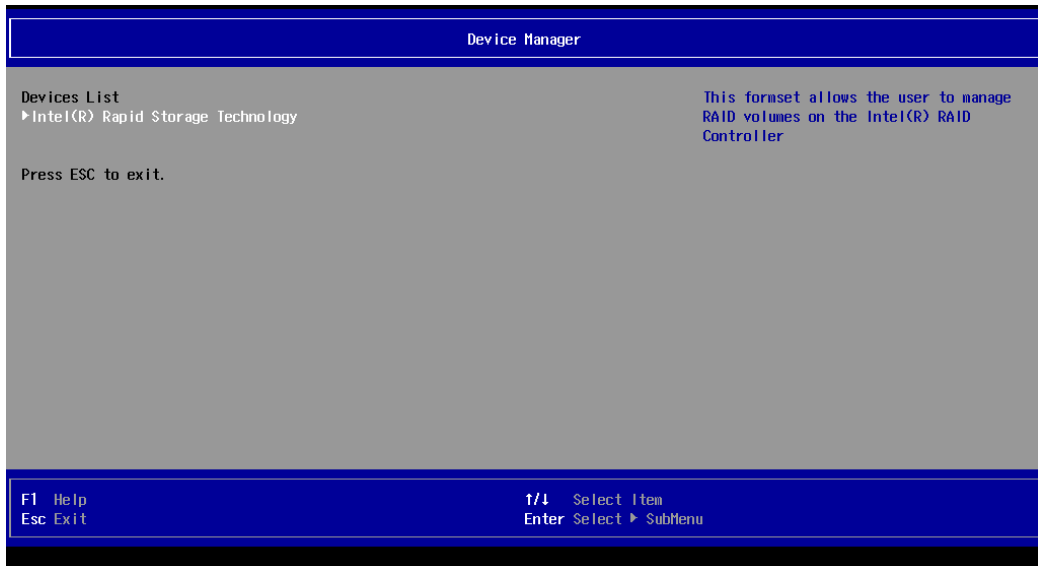 Device Manager
Devices List
▶Intel(R) Rapid Storage Technology
Press ESC to exit.
This formset allows the user to manage
RAID volumes on the Intel(R) RAID
Controller
F1 Help
Esc Exit
↑/↓ Select Item
Enter Select ▶ SubMenu